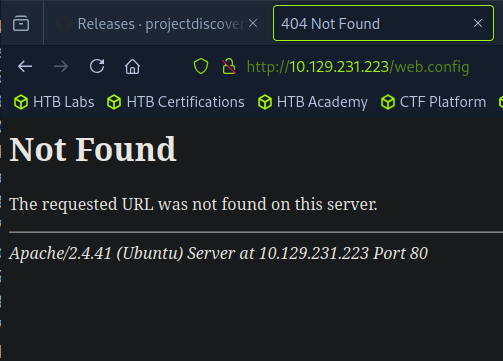 Releases · projectdiscover
404 Not Found
http://10.129.231.223/web.config
HTB Labs HTB Certifications HTB Academy CTF Platform
Not Found
The requested URL was not found on this server.
Apache/2.4.41 (Ubuntu) Server at 10.129.231.223 Port 80